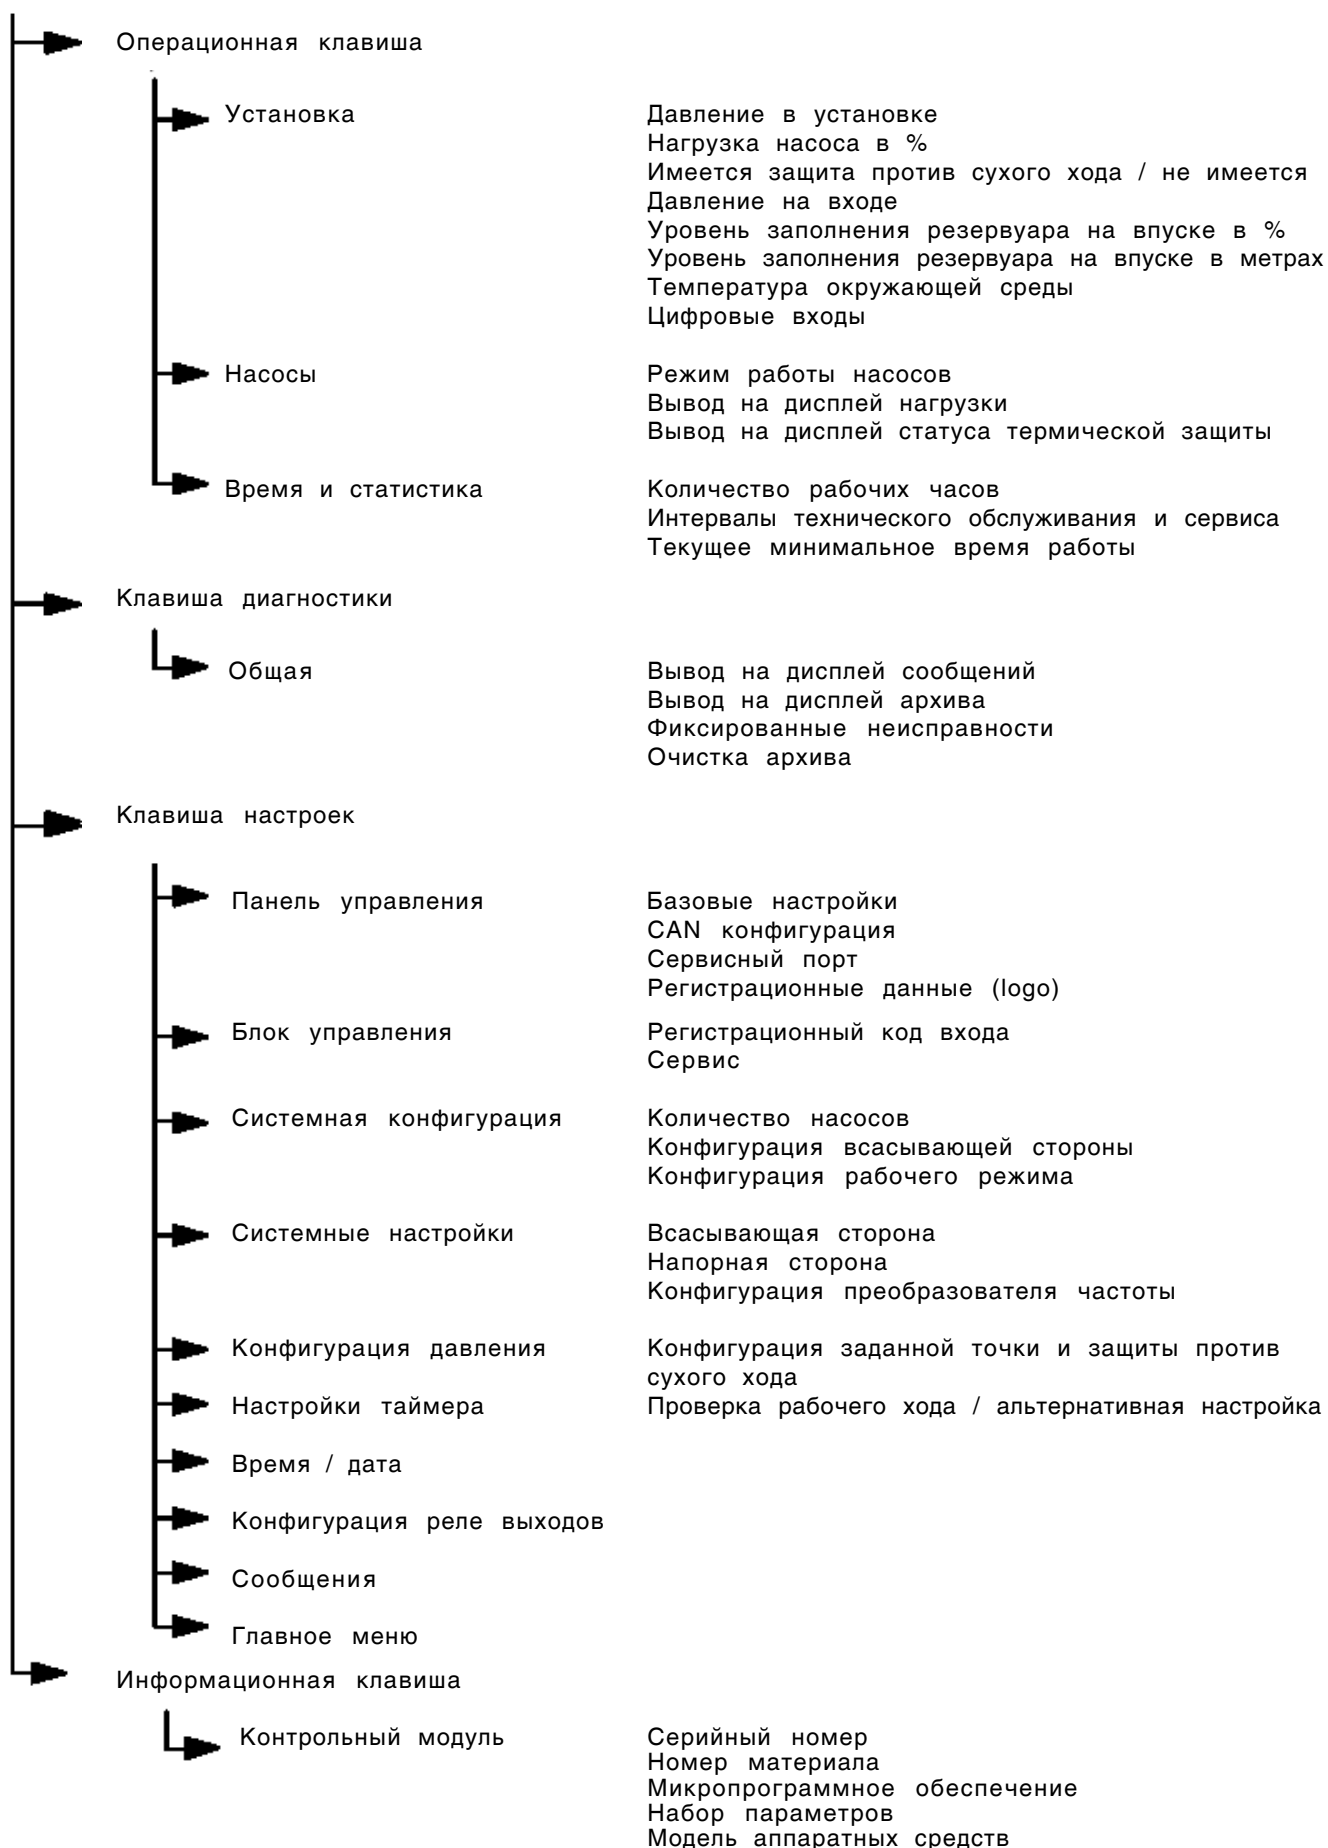 Операционная клавиша
Установка
Давление в установке
Нагрузка насоса в %
Имеется защита против сухого хода / не имеется
Давление на входе
Уровень заполнения резервуара на впуске в %
Уровень заполнения резервуара на впуске в метрах
Температура окружающей среды
Цифровые входы
Насосы
Режим работы насосов
Вывод на дисплей нагрузки
Вывод на дисплей статуса термической защиты
Время и статистика
Количество рабочих часов
Интервалы технического обслуживания и сервиса
Текущее минимальное время работы
Клавиша диагностики
Общая
Вывод на дисплей сообщений
Вывод на дисплей архива
Фиксированные неисправности
Очистка архива
Клавиша настроек
Панель управления
Базовые настройки
CAN конфигурация
Сервисный порт
Регистрационные данные (logo)
Блок управления
Регистрационный код входа
Сервис
Системная конфигурация
Количество насосов
Конфигурация всасывающей стороны
Конфигурация рабочего режима
Системные настройки
Всасывающая сторона
Напорная сторона
Конфигурация преобразователя частоты
Конфигурация давления
Конфигурация заданной точки и защиты против
сухого хода
Настройки таймера
Проверка рабочего хода / альтернативная настройка
Время / дата
Конфигурация реле выходов
Сообщения
Главное меню
Информационная клавиша
Контрольный модуль
Серийный номер
Номер материала
Микропрограммное обеспечение
Набор параметров
Модель аппаратных средств